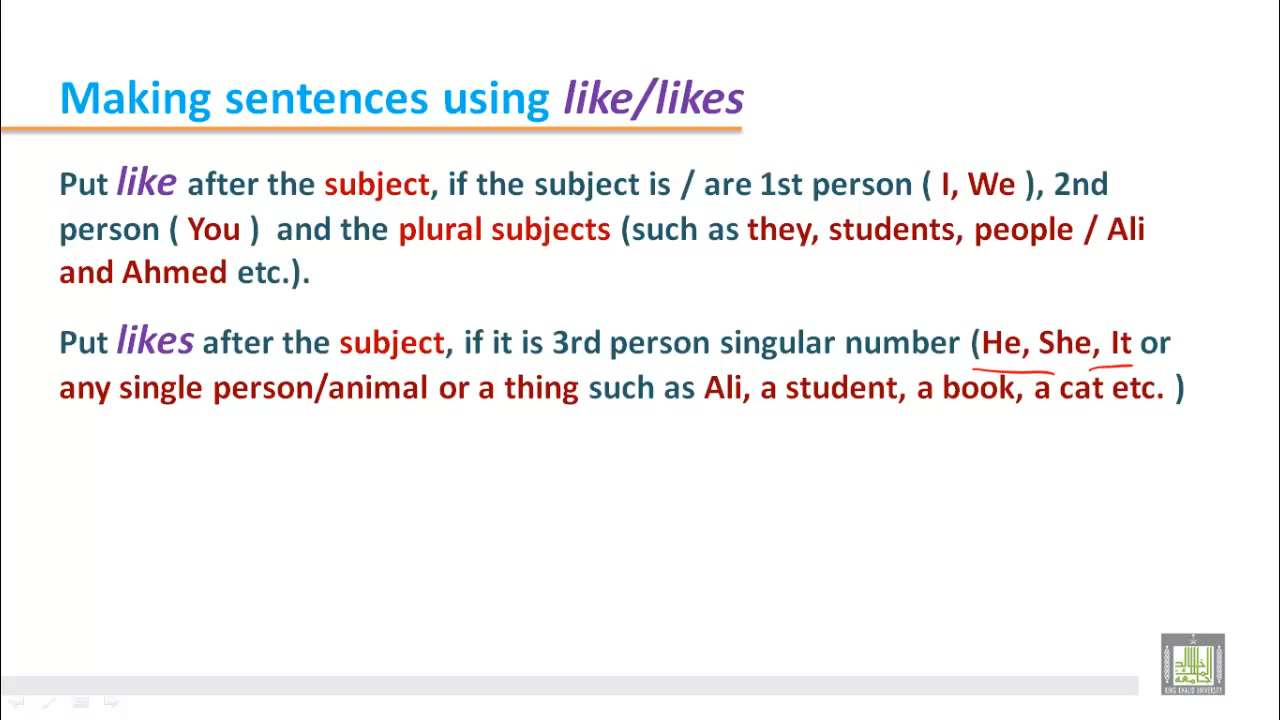 Making sentences using like/likes
Put like after the subject, if the subject is / are 1st person ( I, We ), 2nd
person ( You )  and the plural subjects (such as they, students, people / Ali
and Ahmed etc.).
Put likes after the subject, if it is 3rd person singular number (He, She, It or
any single person/animal or a thing such as Ali, a student, a book, a cat etc. )
KING KHALID UNIVERSITY